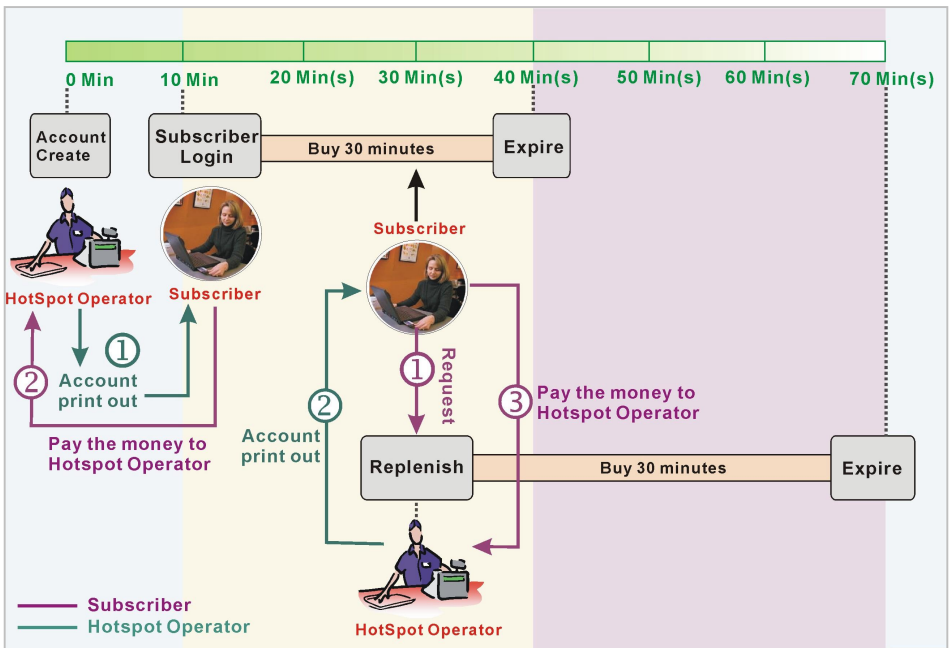 0 Min
10 Min
20 Min(s)
30 Min(s)
40 Min(s)
50 Min(s)
60 Min(s)
70 Min(s)
Account
Create
Subscriber
Login
Buy 30 minutes
Expire
Subscriber
HotSpot Operator
Subscriber
1
Account
print out
2
Pay the money to
Hotspot Operator
1
Request
2
Account
print out
3
Pay the money to
Hotspot Operator
Replenish
Buy 30 minutes
Expire
HotSpot Operator
Subscriber
Hotspot Operator